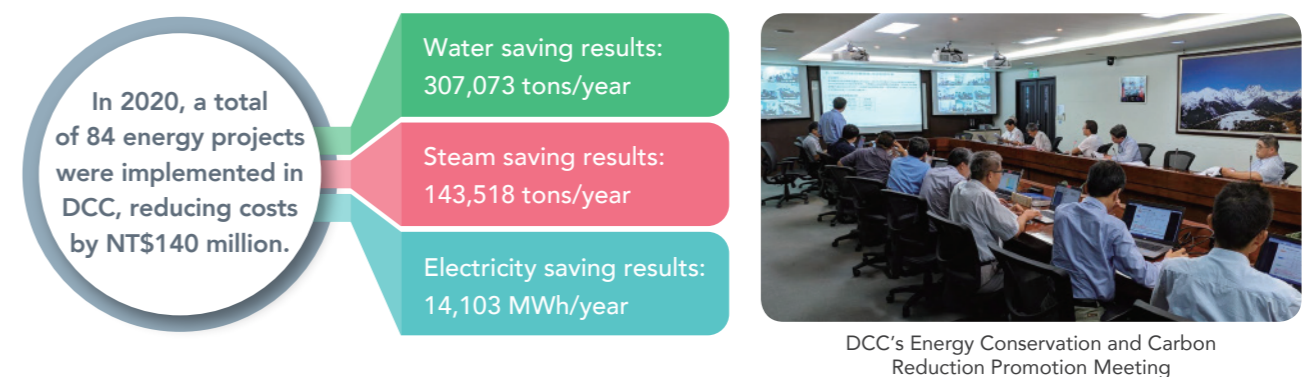 In 2020, a total
of 84 energy projects
were implemented in
DCC, reducing costs
by NT$140 million.
Water saving results:
307,073 tons/year
Steam saving results:
143,518 tons/year
Electricity saving results:
14,103 MWh/year
DCC's Energy Conservation and Carbon
Reduction Promotion Meeting